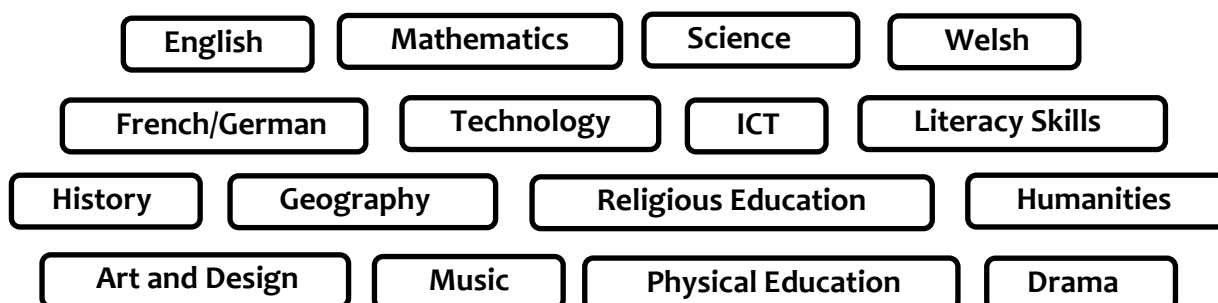 English Mathematics Science Welsh
French/German Technology ICT Literacy Skills
History Geography Religious Education Humanities
Art and Design Music Physical Education Drama